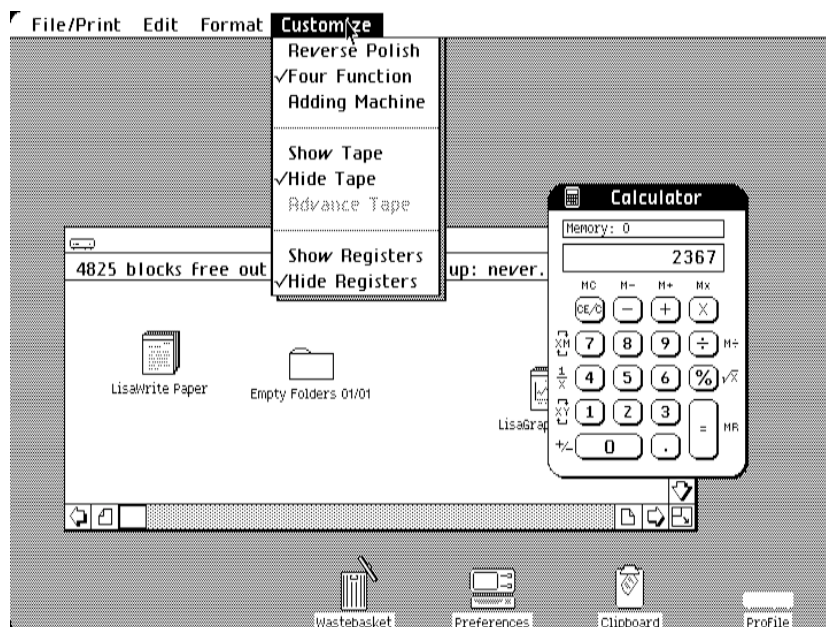 File/Print Edit Format Customize
Reverse Polish
✓Four Function
Adding Machine
Show Tape
✓Hide Tape
Advance Tape
Show Registers
✓Hide Registers
4825 blocks free out
up: never.
LisaWrite Paper
Empty Folders 01/01
Calculator
Memory: 0
2367
MC M- M+ Mx
CE/C − + X
XM 7 8 9 ÷ M÷
1/X 4 5 6 % √X
XY 1 2 3 = MR
+/- 0 .
Wastebasket
Preferences
Clipboard
ProFile